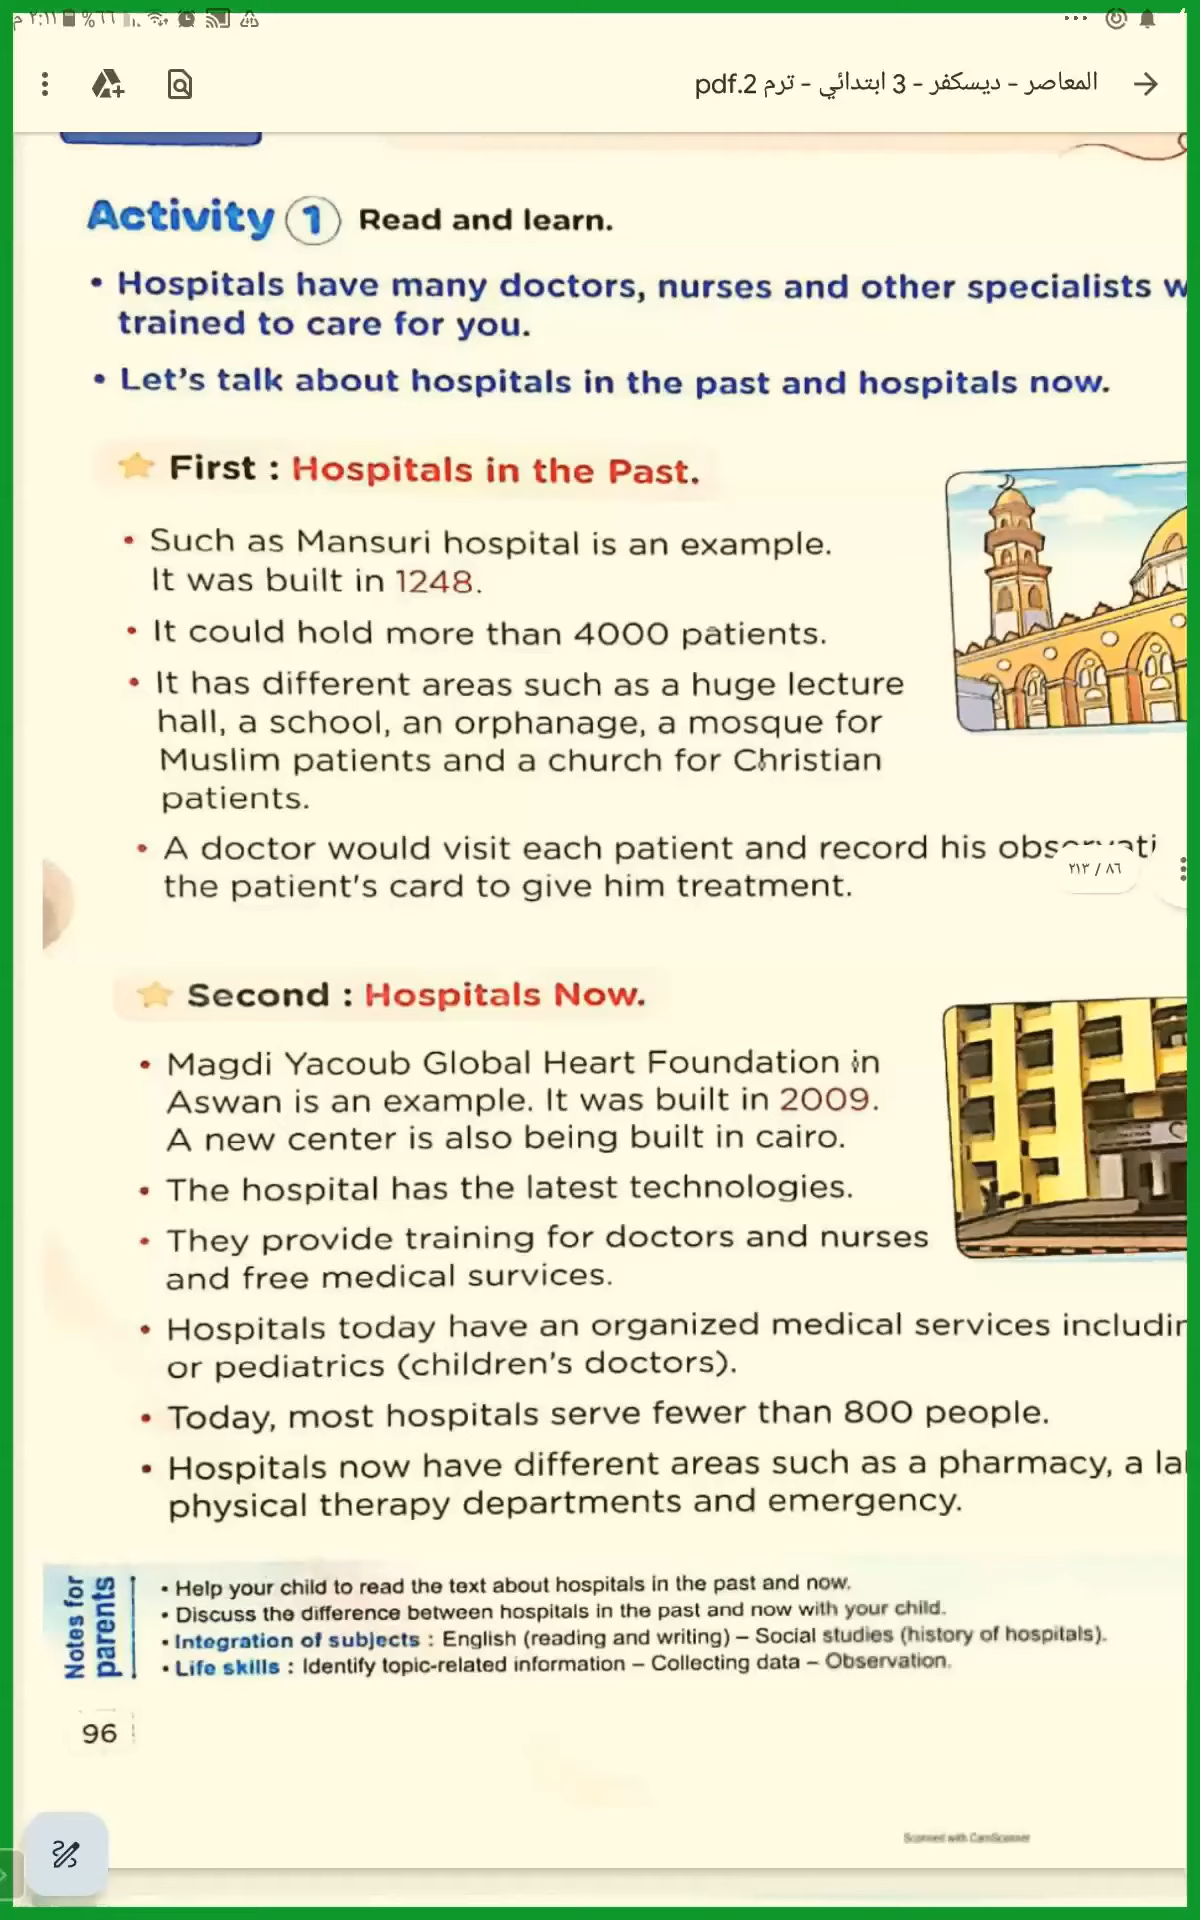 م ٢:١١ %٦٦
المعاصر - ديسكفر - 3 ابتدائي - ترم 2.pdf
Activity 1 Read and learn.
• Hospitals have many doctors, nurses and other specialists
trained to care for you.
• Let's talk about hospitals in the past and hospitals now.
First : Hospitals in the Past.
• Such as Mansuri hospital is an example.
It was built in 1248.
• It could hold more than 4000 patients.
• It has different areas such as a huge lecture
hall, a school, an orphanage, a mosque for
Muslim patients and a church for Christian
patients.
• A doctor would visit each patient and record his
٨٦ / ٢١٣
the patient's card to give him treatment.
Second : Hospitals Now.
• Magdi Yacoub Global Heart Foundation in
Aswan is an example. It was built in 2009.
A new center is also being built in cairo.
• The hospital has the latest technologies.
• They provide training for doctors and nurses
and free medical survices.
• Hospitals today have an organized medical services
or pediatrics (children's doctors).
• Today, most hospitals serve fewer than 800 people.
• Hospitals now have different areas such as a pharmacy, a
physical therapy departments and emergency.
Notes for
parents
• Help your child to read the text about hospitals in the past and now.
• Discuss the difference between hospitals in the past and now with your child.
• Integration of subjects : English (reading and writing) – Social studies (history of hospitals).
• Life skills : Identify topic-related information – Collecting data – Observation.
96
Scanned with CamScanner